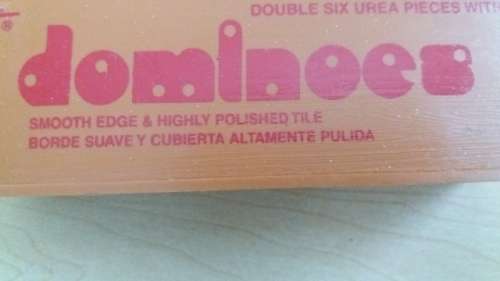 DOUBLE SIX UREA PIECES WITH
®
dominoes
SMOOTH EDGE & HIGHLY POLISHED TILE
BORDE SUAVE Y CUBIERTA ALTAMENTE PULIDA